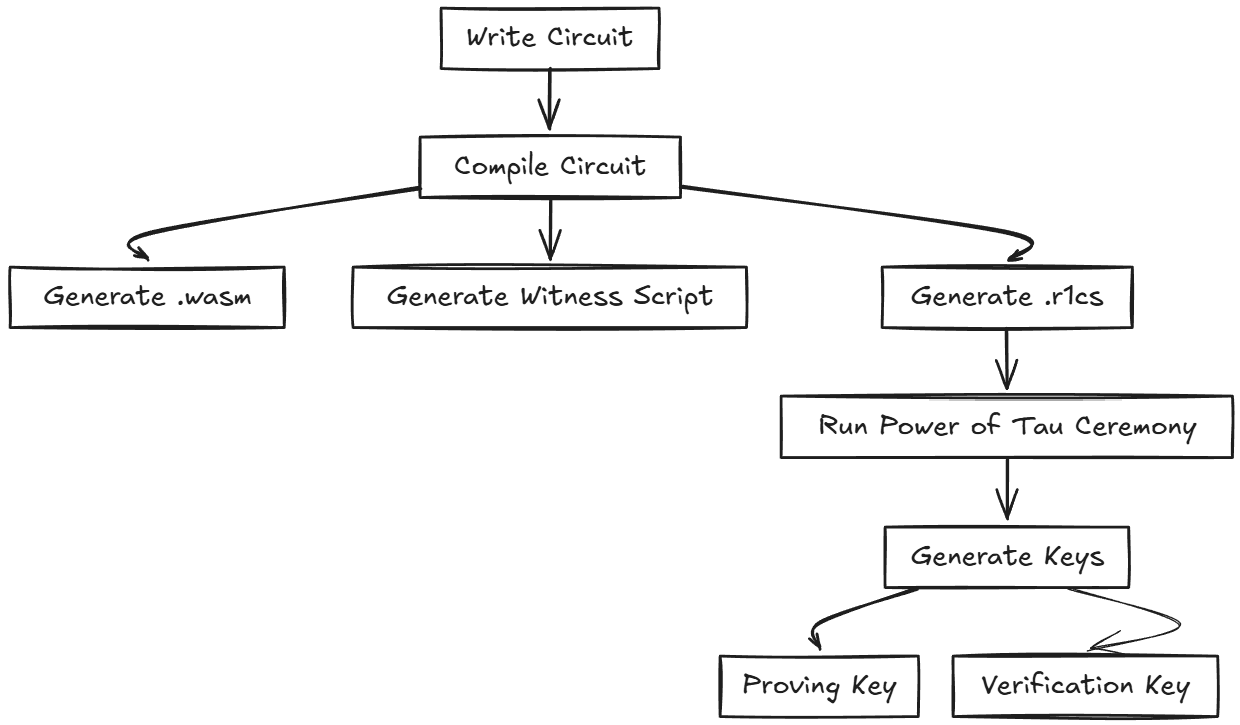 Write Circuit
Compile Circuit
Generate .wasm
Generate Witness Script
Generate .r1cs
Run Power of Tau Ceremony
Generate Keys
Proving Key
Verification Key